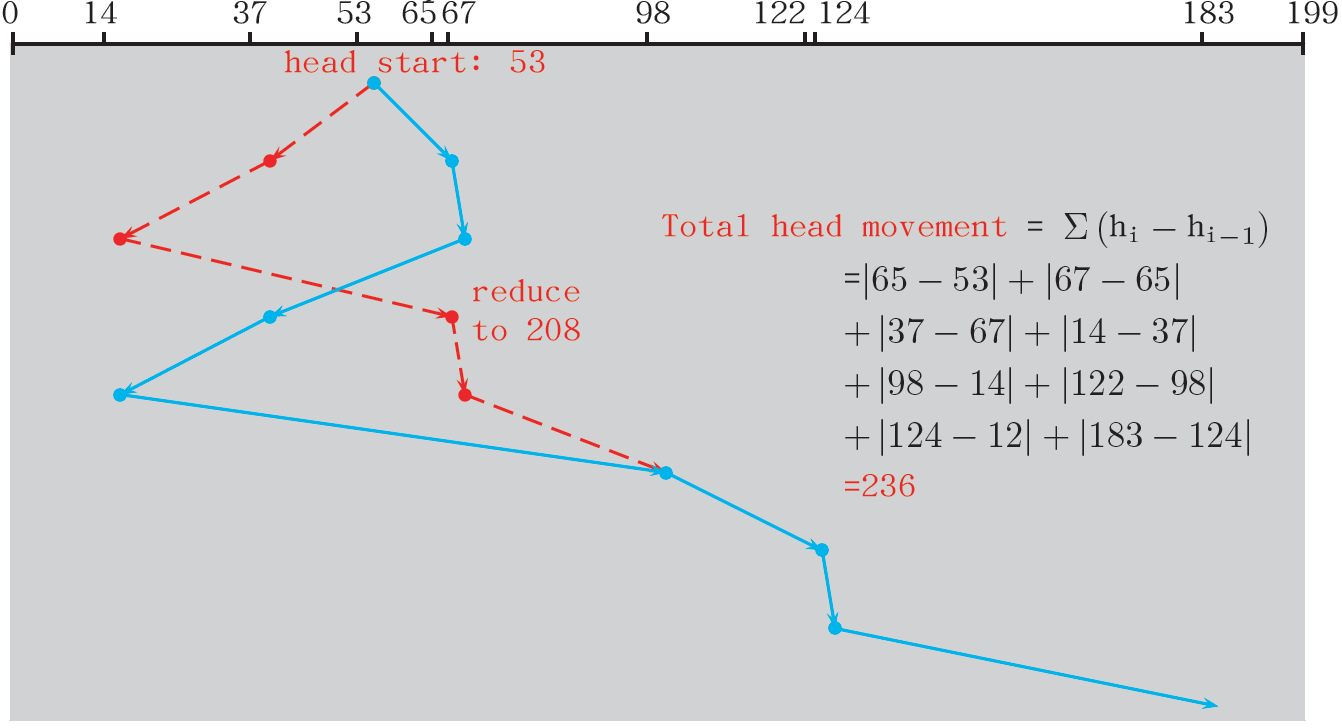 0 14 37 53 65 67 98 122 124 183 199
head start: 53
Total head movement = Σ(h_i − h_{i−1})
=|65 − 53| + |67 − 65|
reduce
to 208
+|37 − 67| + |14 − 37|
+|98 − 14| + |122 − 98|
+|124 − 12| + |183 − 124|
=236